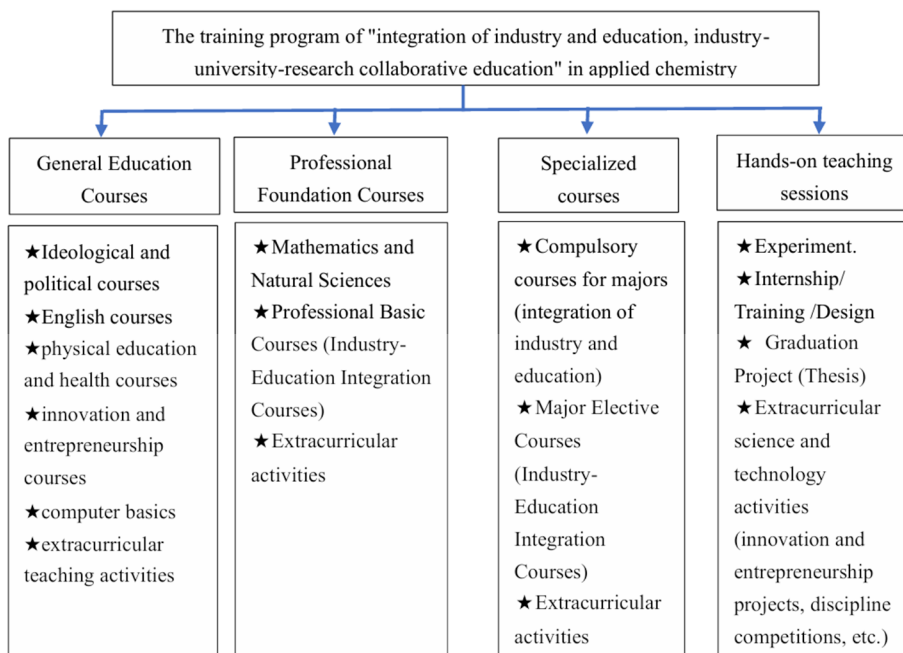 The training program of "integration of industry and education, industry-
university-research collaborative education" in applied chemistry
General Education
Courses
Professional
Foundation Courses
Specialized
courses
Hands-on teaching
sessions
★Ideological and
political courses
★English courses
★physical education
and health courses
★innovation and
entrepreneurship
courses
★computer basics
★extracurricular
teaching activities
★Mathematics and
Natural Sciences
★Professional Basic
Courses (Industry-
Education Integration
Courses)
★Extracurricular
activities
★Compulsory
courses for majors
(integration of
industry and
education)
★Major Elective
Courses
(Industry-
Education
Integration
Courses)
★Extracurricular
activities
★Experiment.
★Internship/
Training /Design
★ Graduation
Project (Thesis)
★Extracurricular
science and
technology
activities
(innovation and
entrepreneurship
projects, discipline
competitions, etc.)